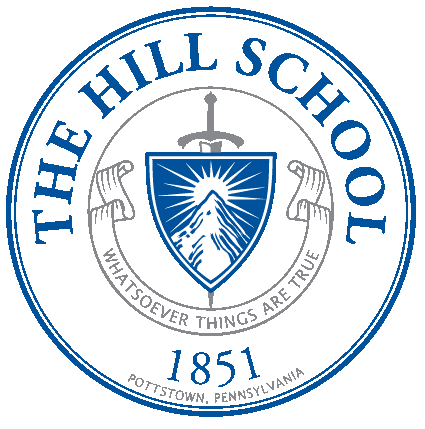 THE HILL SCHOOL
WHATSOEVER THINGS ARE TRUE
1851
POTTSTOWN, PENNSYLVANIA